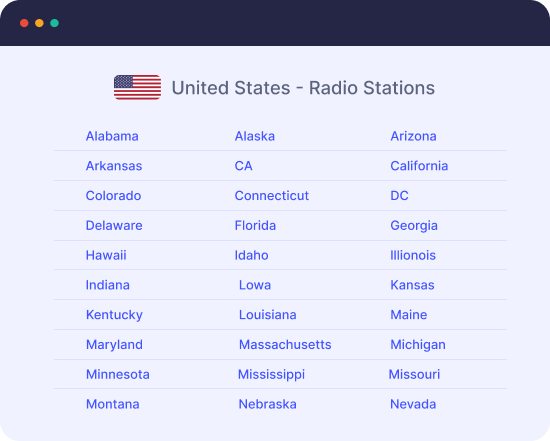 United States - Radio Stations
Alabama Alaska Arizona
Arkansas CA California
Colorado Connecticut DC
Delaware Florida Georgia
Hawaii Idaho Illionois
Indiana Lowa Kansas
Kentucky Louisiana Maine
Maryland Massachusetts Michigan
Minnesota Mississippi Missouri
Montana Nebraska Nevada